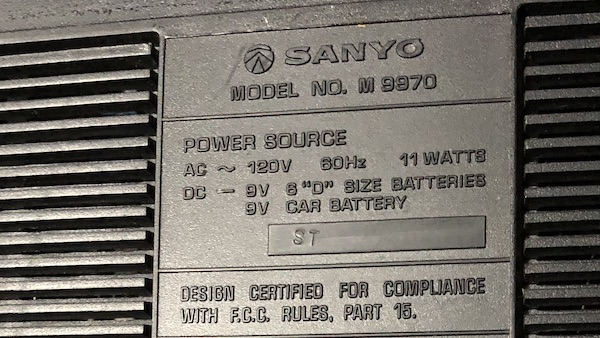 SANYO
MODEL NO. M 9970
POWER SOURCE
AC ~ 120V 60Hz 11 WATTS
DC — 9V 6 "D" SIZE BATTERIES
9V CAR BATTERY
ST
DESIGN CERTIFIED FOR COMPLIANCE
WITH F.C.C. RULES, PART 15.